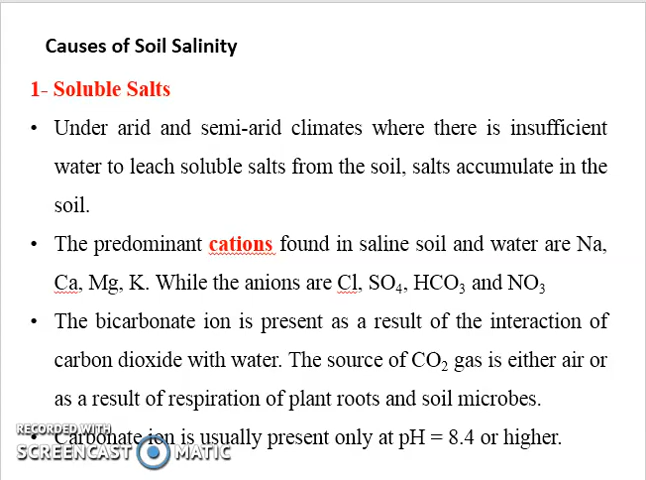 Causes of Soil Salinity
1- Soluble Salts
• Under arid and semi-arid climates where there is insufficient
water to leach soluble salts from the soil, salts accumulate in the
soil.
• The predominant cations found in saline soil and water are Na,
Ca, Mg, K. While the anions are Cl, SO₄, HCO₃ and NO₃
• The bicarbonate ion is present as a result of the interaction of
carbon dioxide with water. The source of CO₂ gas is either air or
as a result of respiration of plant roots and soil microbes.
RECORDED WITH
• Carbonate ion is usually present only at pH = 8.4 or higher.
SCREENCAST MATIC